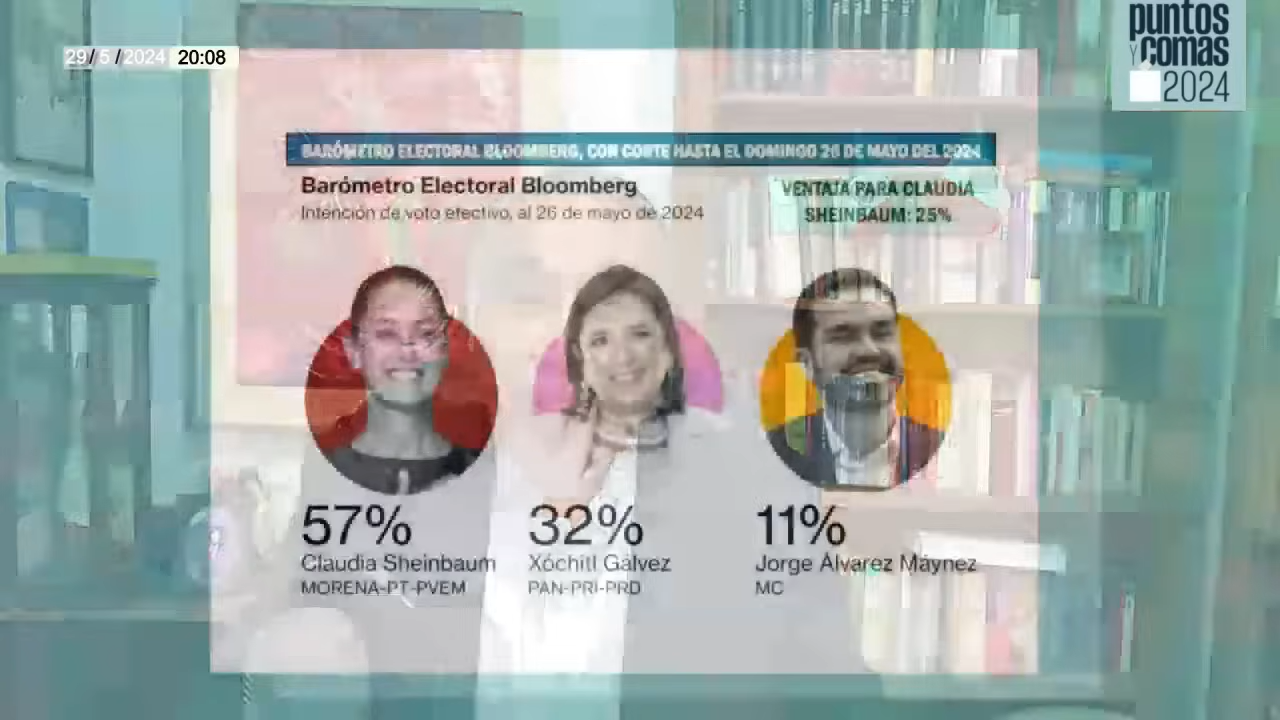 29/5/2024 20:08
puntos
Y comas
2024
BARÓMETRO ELECTORAL BLOOMBERG, CON CORTE HASTA EL DOMINGO 26 DE MAYO DEL 2024
Barómetro Electoral Bloomberg
Intención de voto efectivo, al 26 de mayo de 2024
VENTAJA PARA CLAUDIA
SHEINBAUM: 25%
57%
Claudia Sheinbaum
MORENA-PT-PVEM
32%
Xóchitl Gálvez
PAN-PRI-PRD
11%
Jorge Álvarez Máynez
MC